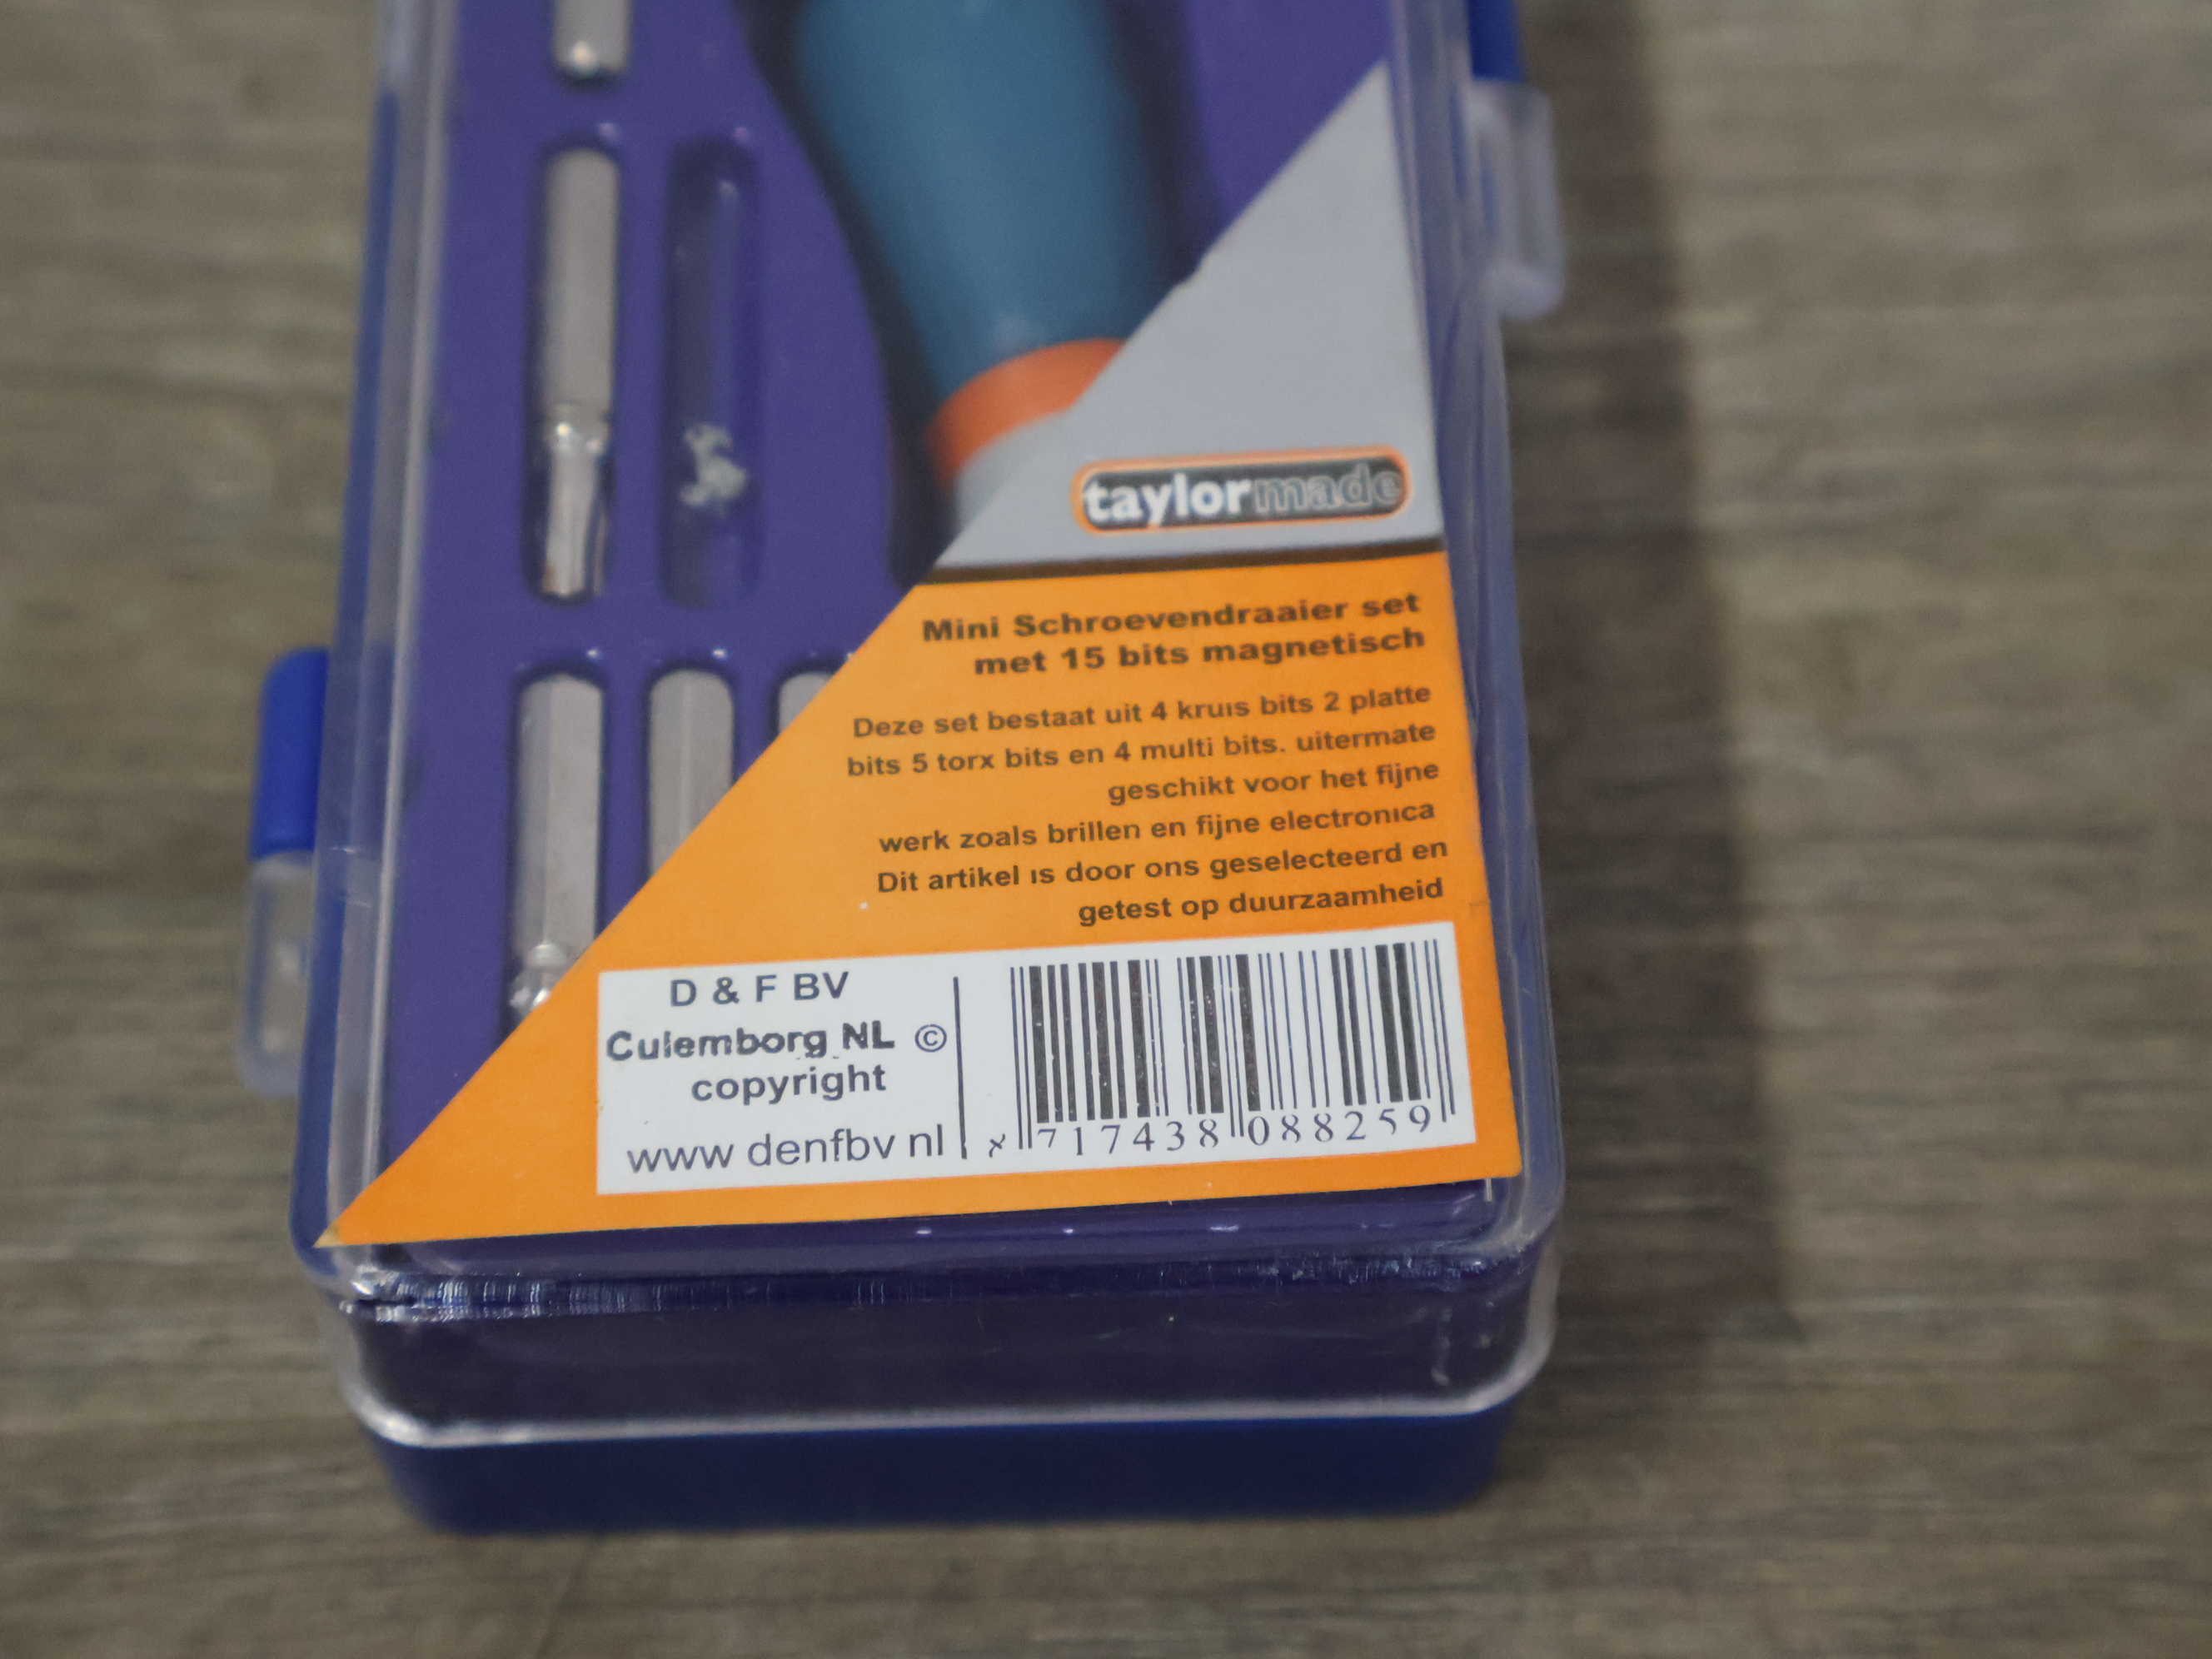 taylormade
Mini Schroevendraaier set
met 15 bits magnetisch
Deze set bestaat uit 4 kruis bits 2 platte
bits 5 torx bits en 4 multi bits. uitermate
geschikt voor het fijne
werk zoals brillen en fijne electronica
Dit artikel is door ons geselecteerd en
getest op duurzaamheid
D & F BV
Culemborg NL ©
copyright
www denfbv nl
8 717438 088259